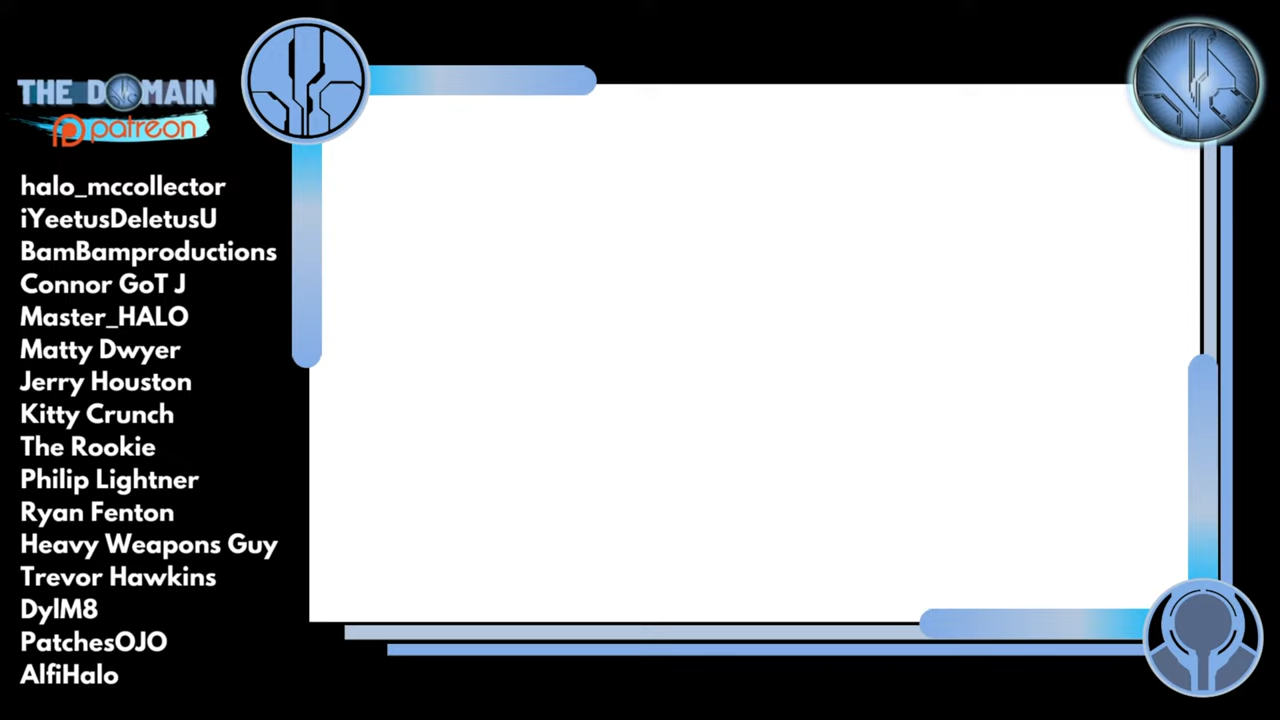 THE DOMAIN
patreon
halo_mccollector
iYeetusDeletusU
BamBamproductions
Connor GoT J
Master_HALO
Matty Dwyer
Jerry Houston
Kitty Crunch
The Rookie
Philip Lightner
Ryan Fenton
Heavy Weapons Guy
Trevor Hawkins
DylM8
PatchesOJO
AlfiHalo